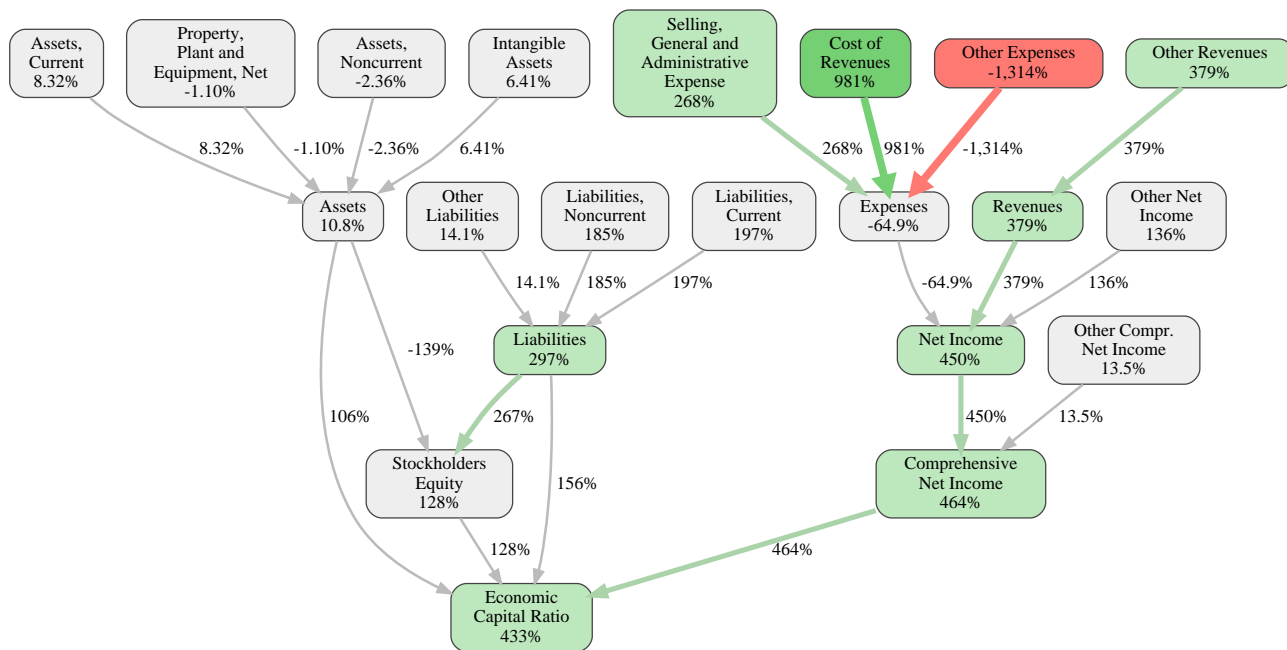 Assets,
Current
8.32%
Property,
Plant and
Equipment, Net
-1.10%
Assets,
Noncurrent
-2.36%
Intangible
Assets
6.41%
Selling,
General and
Administrative
Expense
268%
Cost of
Revenues
981%
Other Expenses
-1,314%
Other Revenues
379%
8.32%
-1.10%
-2.36%
6.41%
268%
981%
-1,314%
379%
Assets
10.8%
Other
Liabilities
14.1%
Liabilities,
Noncurrent
185%
Liabilities,
Current
197%
Expenses
-64.9%
Revenues
379%
Other Net
Income
136%
14.1%
185%
197%
-64.9%
379%
136%
Liabilities
297%
Net Income
450%
Other Compr.
Net Income
13.5%
-139%
106%
267%
450%
13.5%
Stockholders
Equity
128%
156%
Comprehensive
Net Income
464%
128%
464%
Economic
Capital Ratio
433%